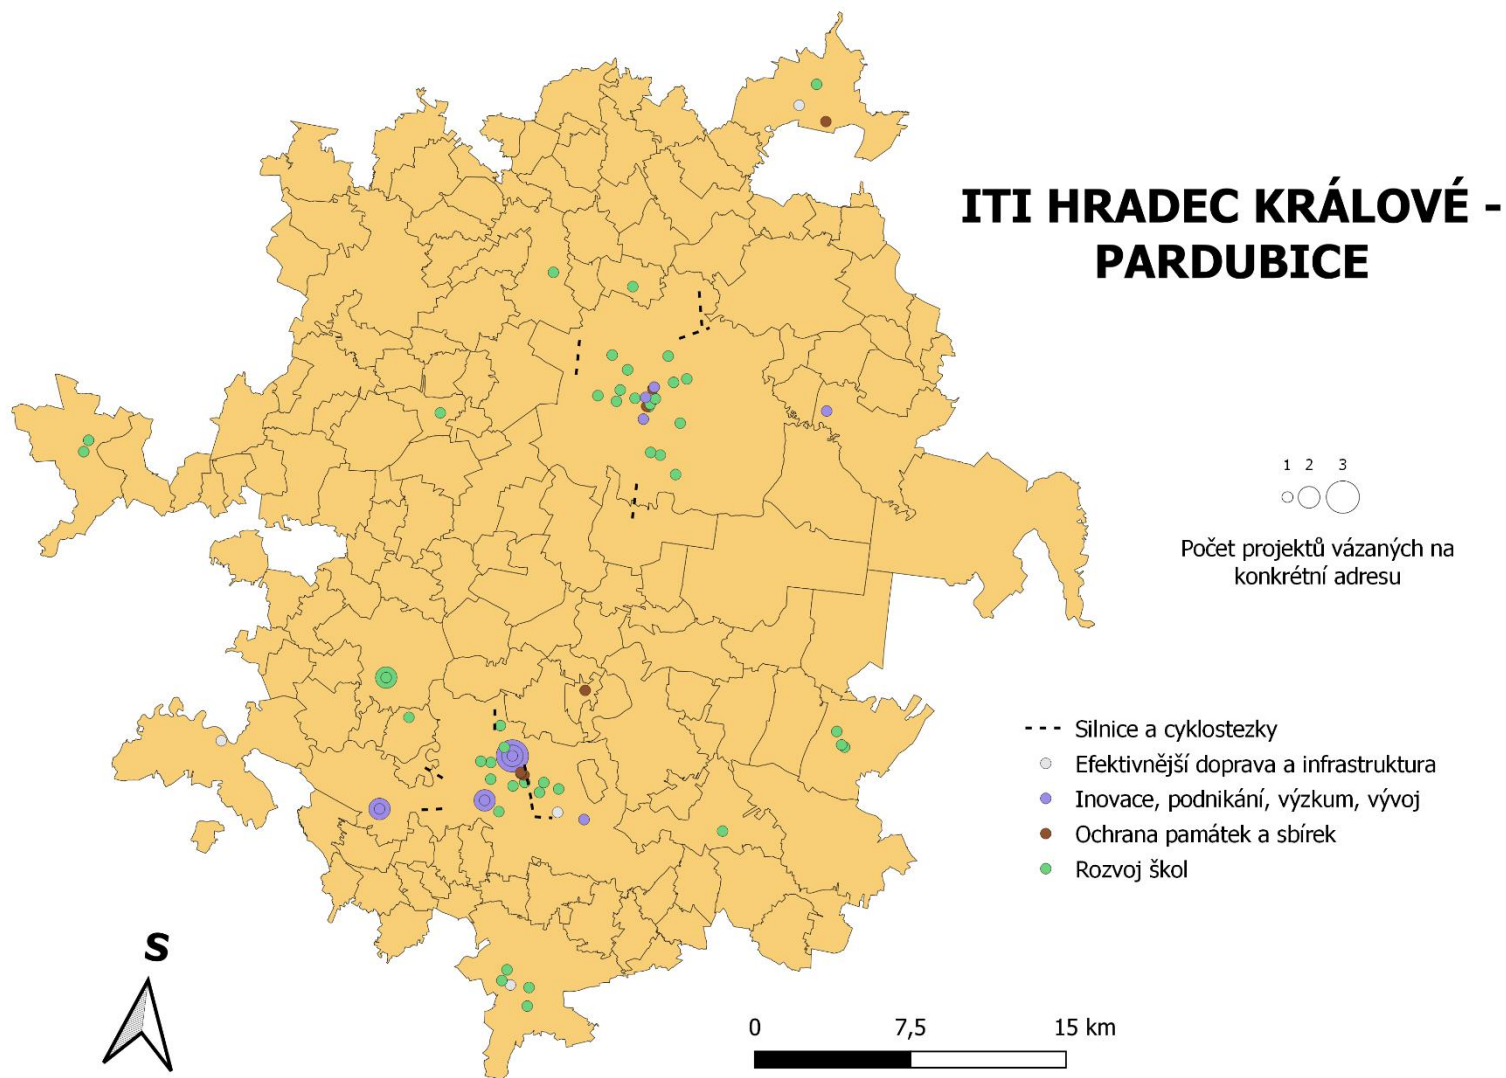 ITI HRADEC KRÁLOVÉ -
PARDUBICE
1 2 3
Počet projektů vázaných na
konkrétní adresu
Silnice a cyklostezky
Efektivnější doprava a infrastruktura
Inovace, podnikání, výzkum, vývoj
Ochrana památek a sbírek
Rozvoj škol
S
0 7,5 15 km